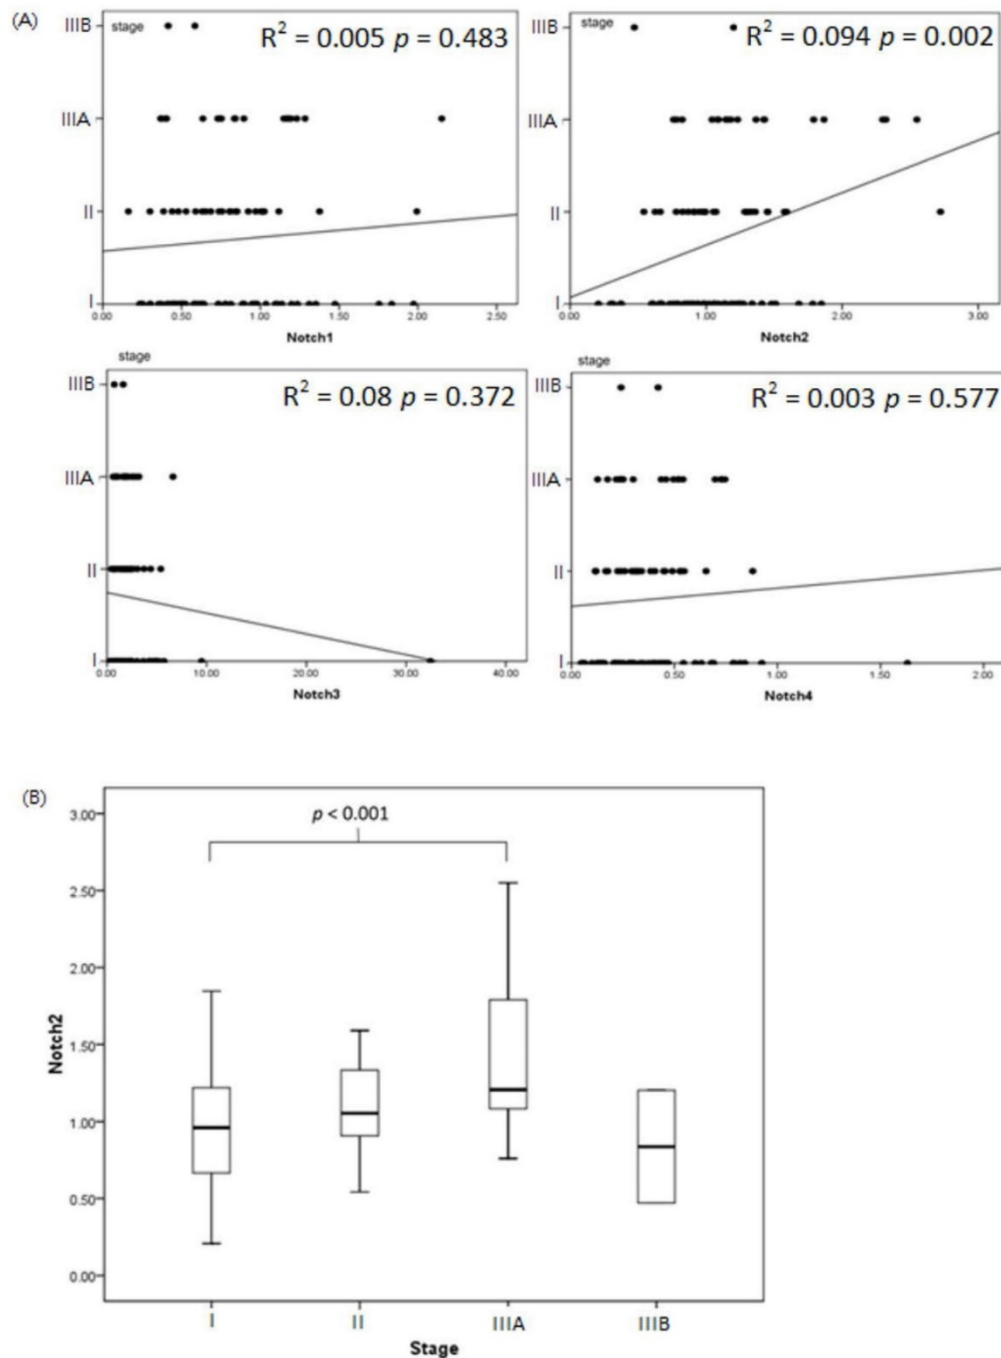 (A)
stage
R² = 0.005 p = 0.483
IIIB
IIIA
II
I
0.00 0.50 1.00 1.50 2.00 2.50
Notch1
stage
R² = 0.094 p = 0.002
IIIB
IIIA
II
I
0.00 1.00 2.00 3.00
Notch2
stage
R² = 0.08 p = 0.372
IIIB
IIIA
II
I
0.00 10.00 20.00 30.00 40.00
Notch3
stage
R² = 0.003 p = 0.577
IIIB
IIIA
II
I
0.00 0.50 1.00 1.50 2.00
Notch4
(B)
p < 0.001
3.00
2.50
2.00
1.50
1.00
0.50
0.00
Notch2
I II IIIA IIIB
Stage